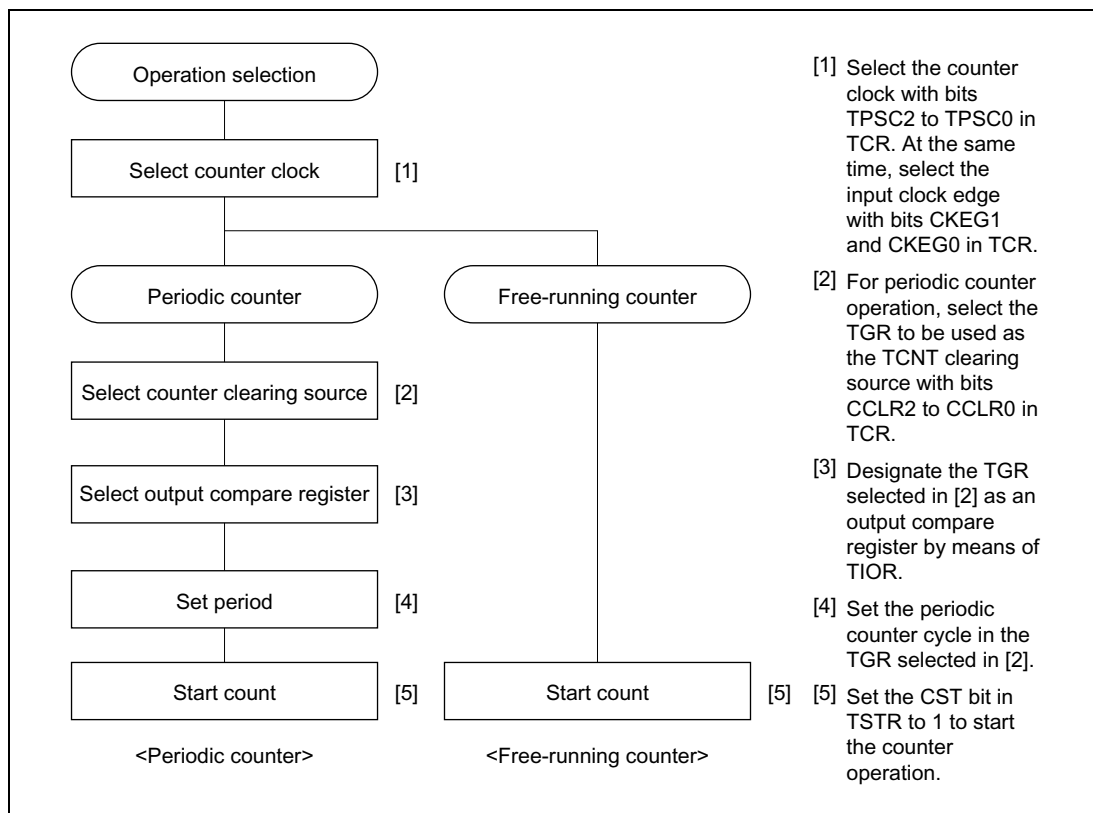 Operation selection
Select counter clock [1]
Periodic counter
Free-running counter
Select counter clearing source [2]
Select output compare register [3]
Set period [4]
Start count [5]
Start count [5]
<Periodic counter>
<Free-running counter>
[1] Select the counter
clock with bits
TPSC2 to TPSC0 in
TCR. At the same
time, select the
input clock edge
with bits CKEG1
and CKEG0 in TCR.
[2] For periodic counter
operation, select the
TGR to be used as
the TCNT clearing
source with bits
CCLR2 to CCLR0 in
TCR.
[3] Designate the TGR
selected in [2] as an
output compare
register by means of
TIOR.
[4] Set the periodic
counter cycle in the
TGR selected in [2].
[5] Set the CST bit in
TSTR to 1 to start
the counter
operation.